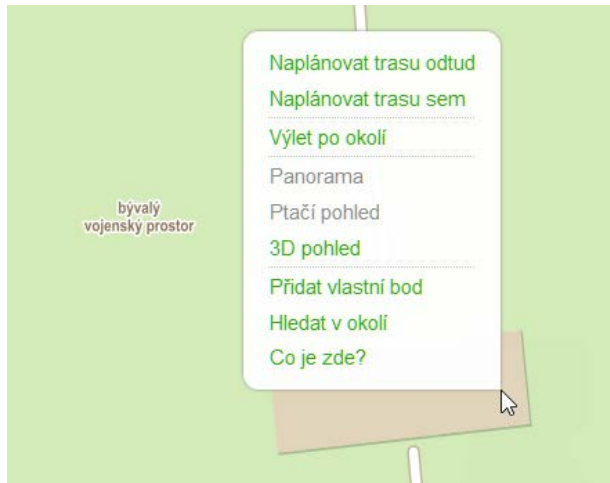 Naplánovat trasu odtud
Naplánovat trasu sem
Výlet po okolí
Panorama
Ptačí pohled
3D pohled
Přidat vlastní bod
Hledat v okolí
Co je zde?
bývalý
vojenský prostor